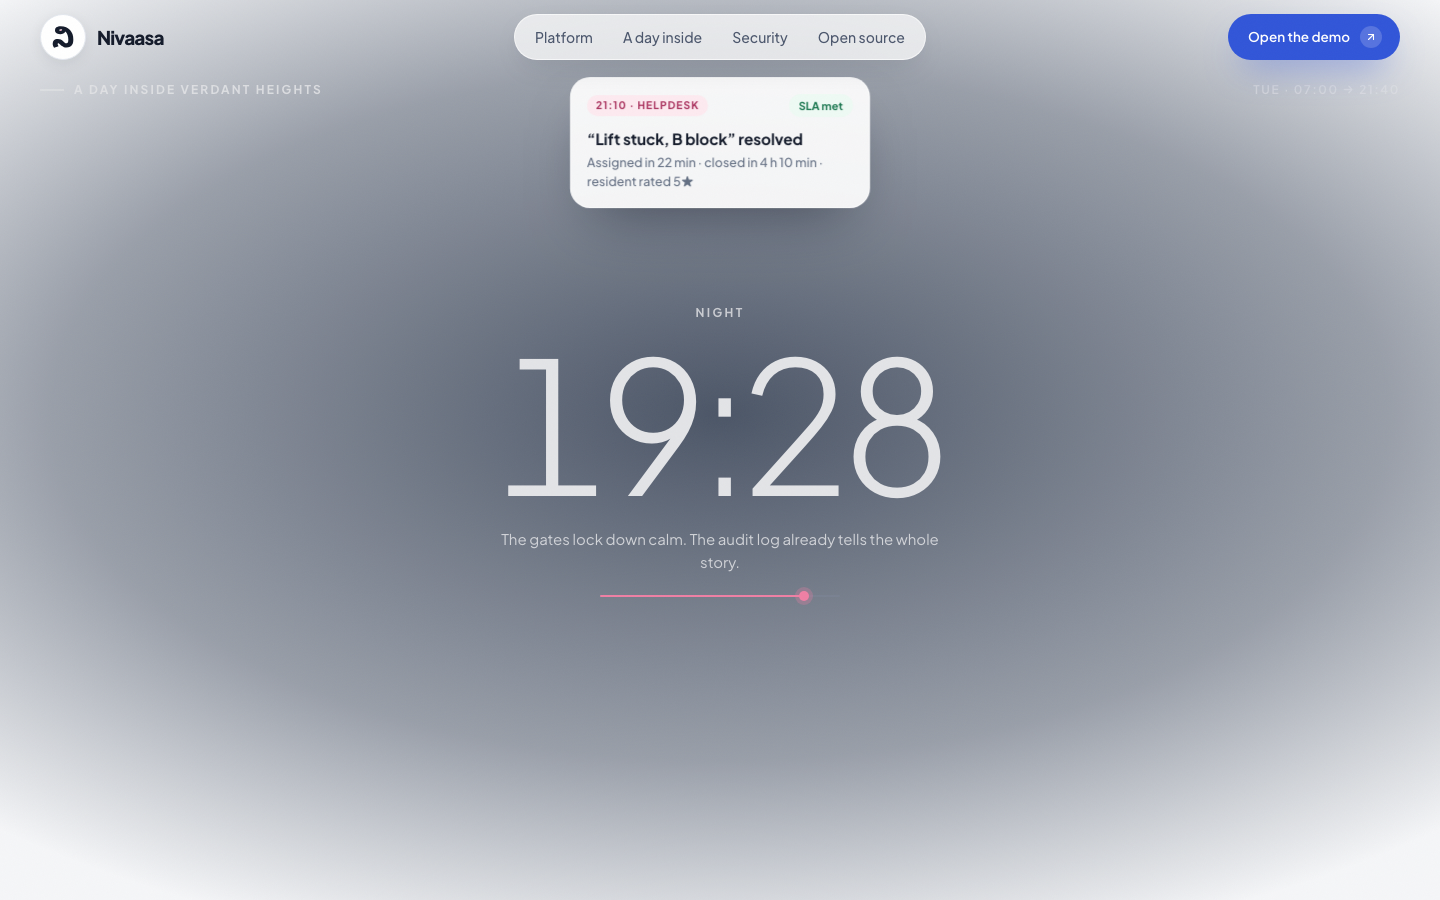 Nivaasa
Platform
A day inside
Security
Open source
Open the demo
A DAY INSIDE VERDANT HEIGHTS
TUE · 07:00 → 21:40
21:10 · HELPDESK
SLA met
“Lift stuck, B block” resolved
Assigned in 22 min · closed in 4 h 10 min ·
resident rated 5★
NIGHT
19:28
The gates lock down calm. The audit log already tells the whole
story.